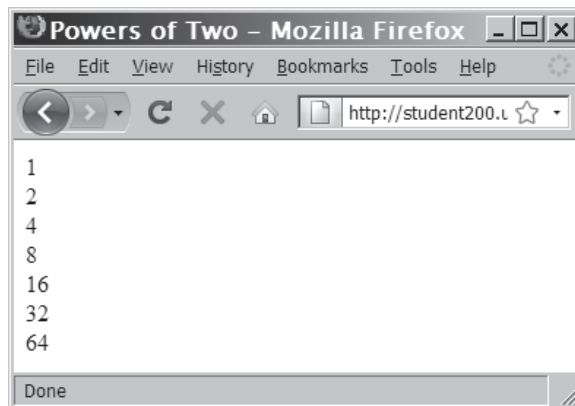 Powers of Two – Mozilla Firefox
File Edit View History Bookmarks Tools Help
http://student200.u
1
2
4
8
16
32
64
Done